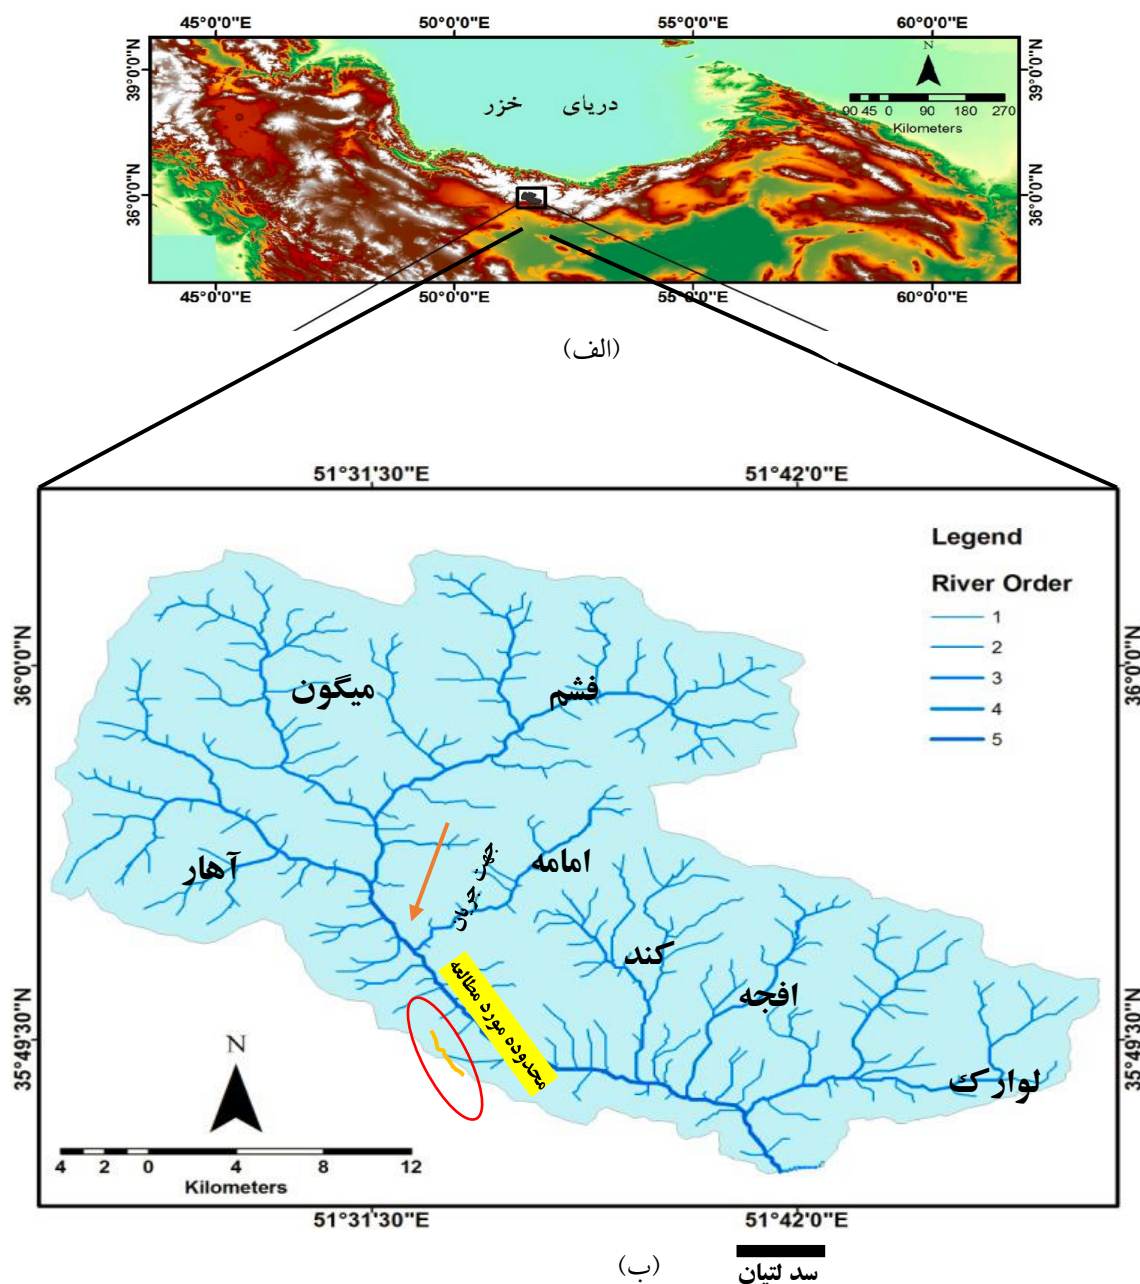 45°0'0"E 50°0'0"E 55°0'0"E 60°0'0"E
39°0'0"N
39°0'0"N
36°0'0"N
36°0'0"N
دریای خزر
N
90 45 0 90 180 270
Kilometers
45°0'0"E 50°0'0"E 55°0'0"E 60°0'0"E
(الف)
51°31'30"E 51°42'0"E
Legend
River Order
1
2
3
4
5
36°0'0"N
36°0'0"N
میگون
فشم
آهار
امامه
جهت جریان
کند
افجه
لوارک
محدوده مورد مطالعه
35°49'30"N
35°49'30"N
N
4 2 0 4 8 12
Kilometers
51°31'30"E 51°42'0"E
(ب)
سد لتیان